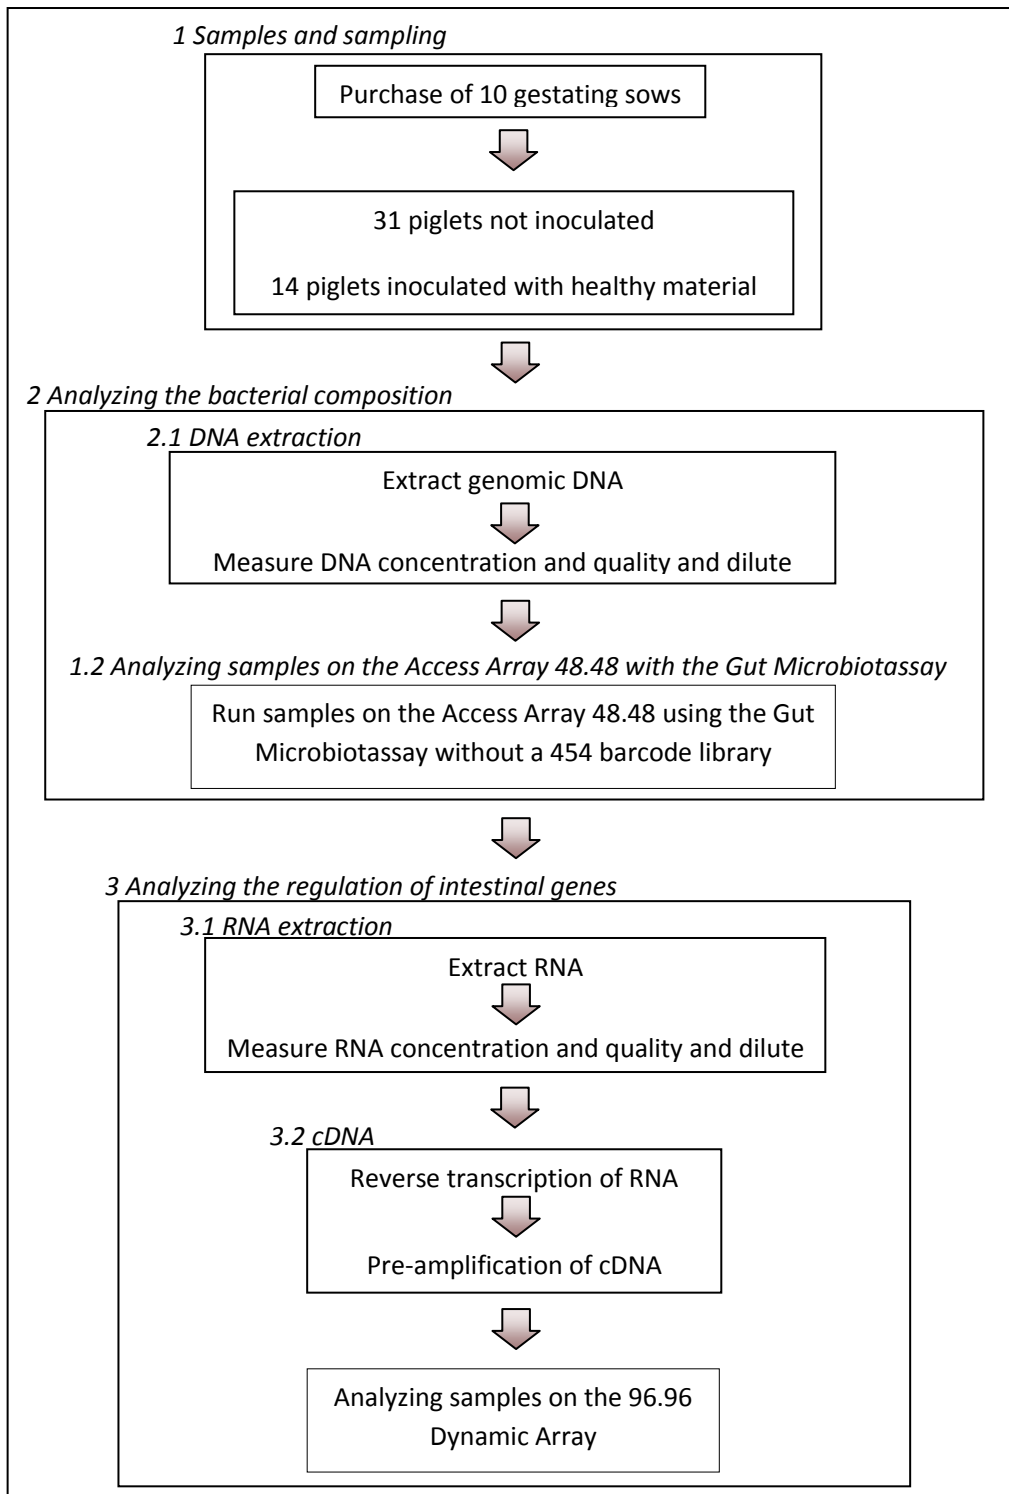 1 Samples and sampling
Purchase of 10 gestating sows
31 piglets not inoculated
14 piglets inoculated with healthy material
2 Analyzing the bacterial composition
2.1 DNA extraction
Extract genomic DNA
Measure DNA concentration and quality and dilute
1.2 Analyzing samples on the Access Array 48.48 with the Gut Microbiotassay
Run samples on the Access Array 48.48 using the Gut
Microbiotassay without a 454 barcode library
3 Analyzing the regulation of intestinal genes
3.1 RNA extraction
Extract RNA
Measure RNA concentration and quality and dilute
3.2 cDNA
Reverse transcription of RNA
Pre-amplification of cDNA
Analyzing samples on the 96.96
Dynamic Array